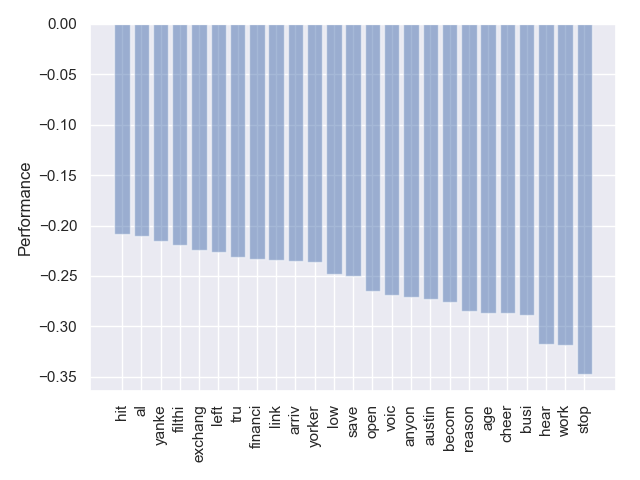 0.00
−0.05
−0.10
−0.15
−0.20
−0.25
−0.30
−0.35
Performance
hit
al
yanke
filthi
exchang
left
tru
financi
link
arriv
yorker
low
save
open
voic
anyon
austin
becom
reason
age
cheer
busi
hear
work
stop